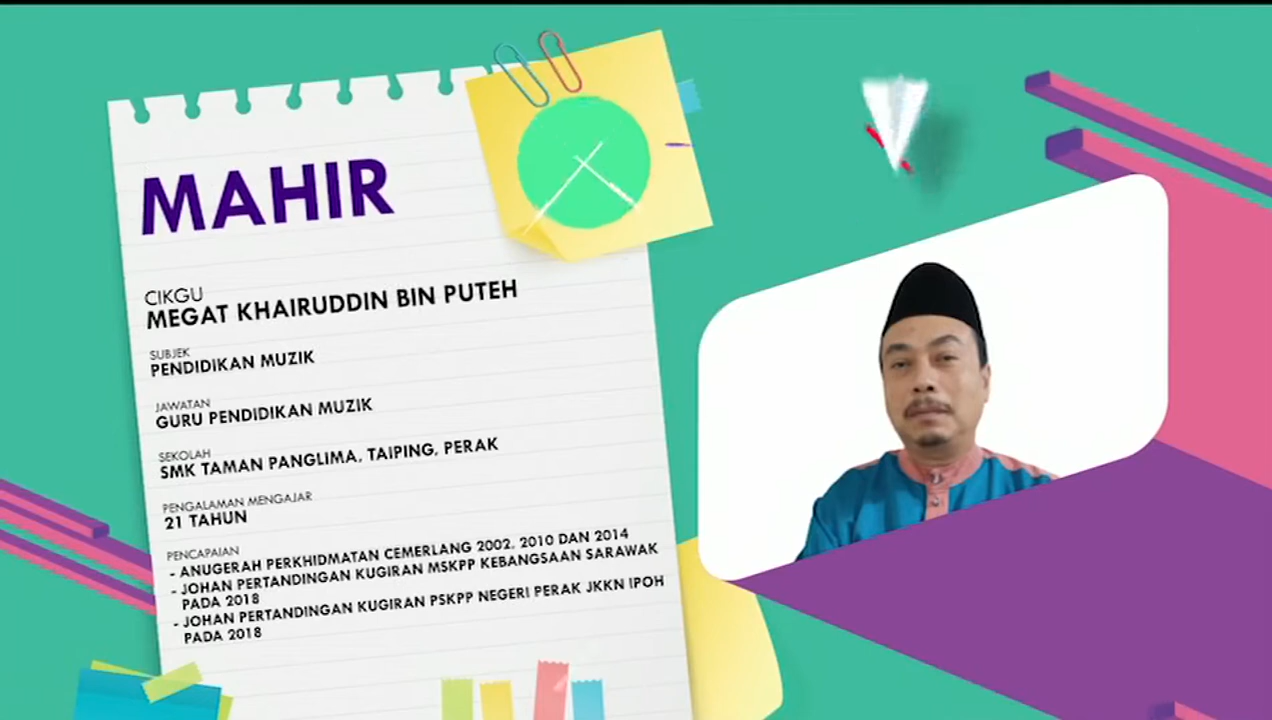 MAHIR
CIKGU
MEGAT KHAIRUDDIN BIN PUTEH
SUBJEK
PENDIDIKAN MUZIK
JAWATAN
GURU PENDIDIKAN MUZIK
SEKOLAH
SMK TAMAN PANGLIMA, TAIPING, PERAK
PENGALAMAN MENGAJAR
21 TAHUN
PENCAPAIAN
- ANUGERAH PERKHIDMATAN CEMERLANG 2002, 2010 DAN 2014
- JOHAN PERTANDINGAN KUGIRAN MSKPP KEBANGSAAN SARAWAK
PADA 2018
- JOHAN PERTANDINGAN KUGIRAN PSKPP NEGERI PERAK JKKN IPOH
PADA 2018